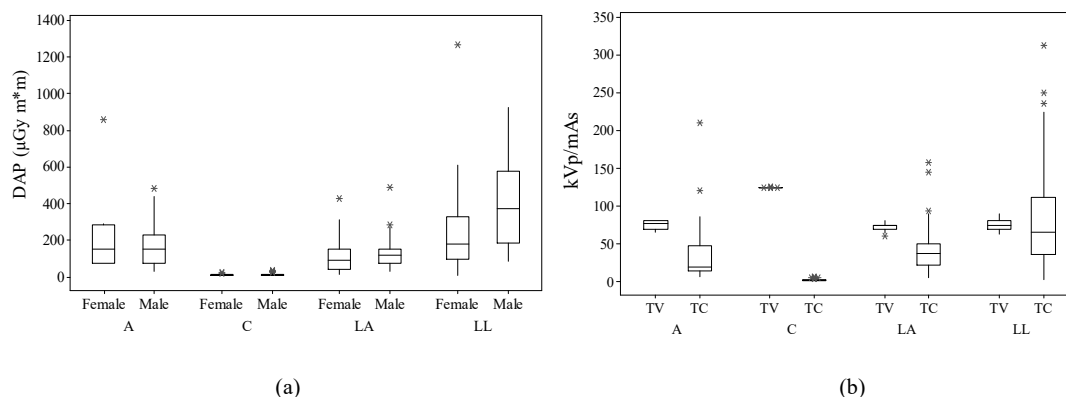 1400
1200
1000
800
600
400
200
0
DAP (µGy m*m)
Female Male Female Male Female Male Female Male
A C LA LL
(a)
350
300
250
200
150
100
50
0
kVp/mAs
TV TC TV TC TV TC TV TC
A C LA LL
(b)